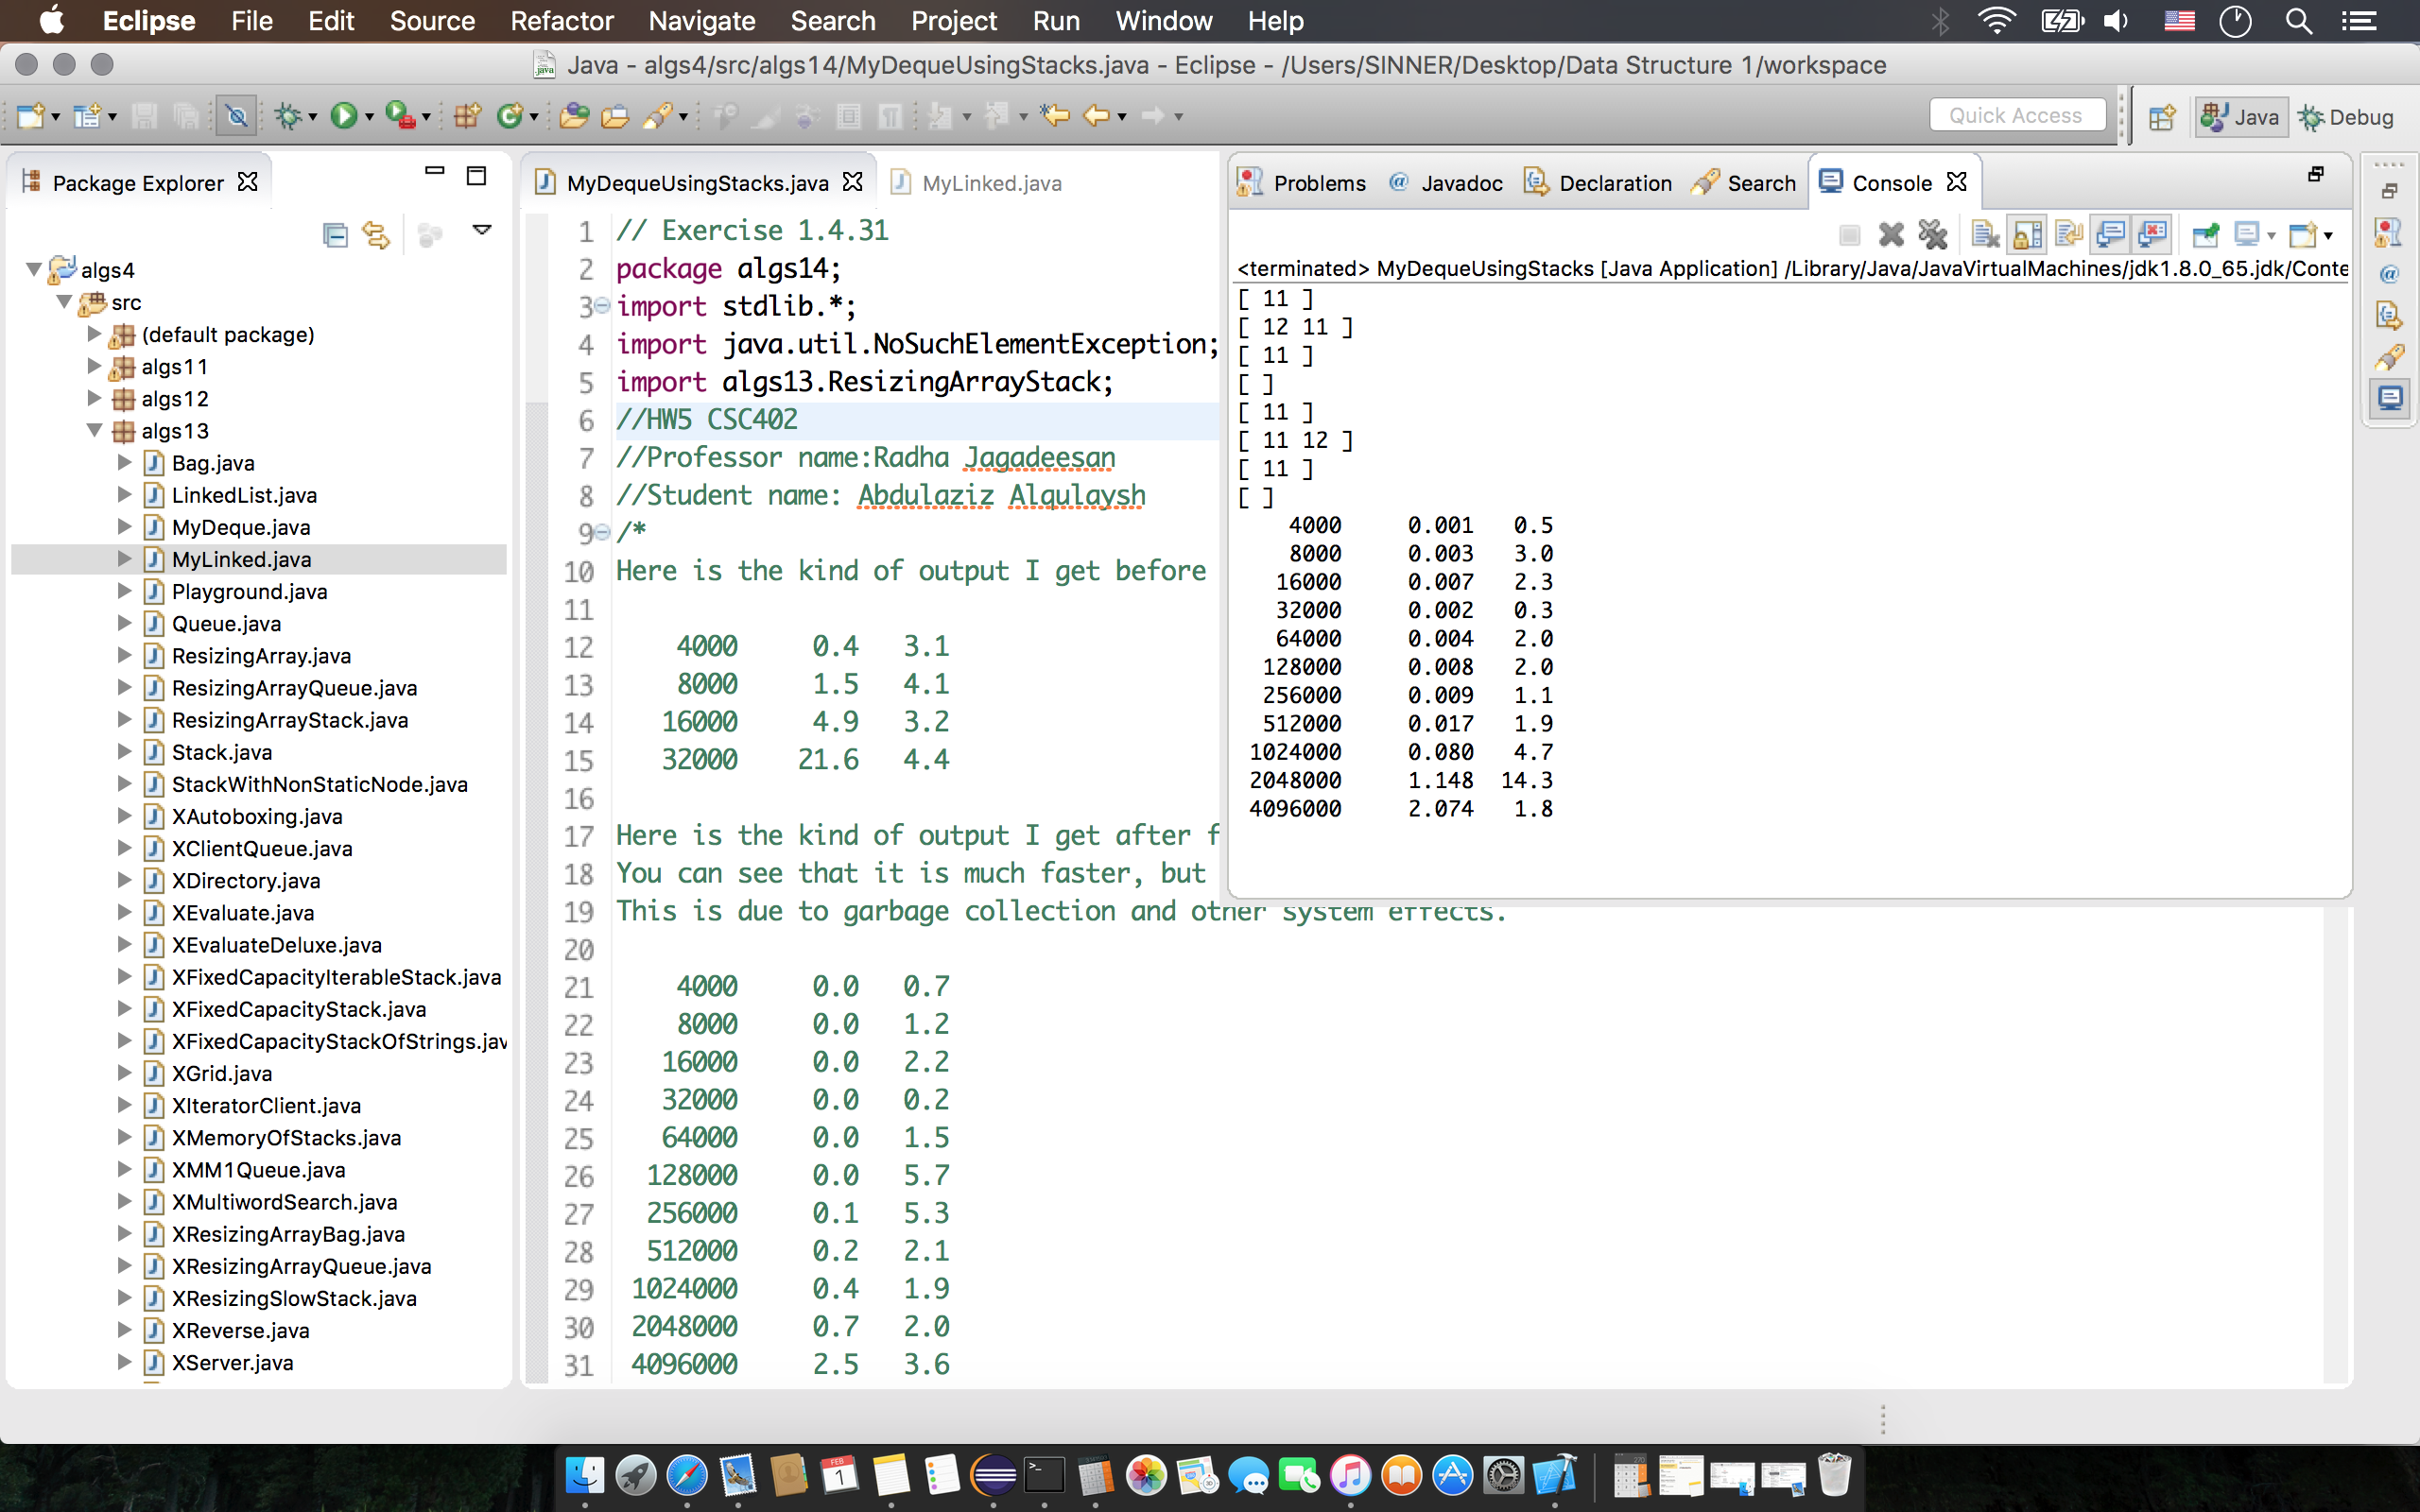 Eclipse File Edit Source Refactor Navigate Search Project Run Window Help
Java - algs4/src/algs14/MyDequeUsingStacks.java - Eclipse - /Users/SINNER/Desktop/Data Structure 1/workspace
Quick Access
Java
Debug
Package Explorer
algs4
src
(default package)
algs11
algs12
algs13
Bag.java
LinkedList.java
MyDeque.java
MyLinked.java
Playground.java
Queue.java
ResizingArray.java
ResizingArrayQueue.java
ResizingArrayStack.java
Stack.java
StackWithNonStaticNode.java
XAutoboxing.java
XClientQueue.java
XDirectory.java
XEvaluate.java
XEvaluateDeluxe.java
XFixedCapacityIterableStack.java
XFixedCapacityStack.java
XFixedCapacityStackOfStrings.jav
XGrid.java
XIteratorClient.java
XMemoryOfStacks.java
XMM1Queue.java
XMultiwordSearch.java
XResizingArrayBag.java
XResizingArrayQueue.java
XResizingSlowStack.java
XReverse.java
XServer.java
MyDequeUsingStacks.java
MyLinked.java
1 // Exercise 1.4.31
2 package algs14;
3 import stdlib.*;
4 import java.util.NoSuchElementException;
5 import algs13.ResizingArrayStack;
6 //HW5 CSC402
7 //Professor name:Radha Jagadeesan
8 //Student name: Abdulaziz Alqulaysh
9 /*
10 Here is the kind of output I get before
11
12 4000 0.4 3.1
13 8000 1.5 4.1
14 16000 4.9 3.2
15 32000 21.6 4.4
16
17 Here is the kind of output I get after f
18 You can see that it is much faster, but
19 This is due to garbage collection and other system effects.
20
21 4000 0.0 0.7
22 8000 0.0 1.2
23 16000 0.0 2.2
24 32000 0.0 0.2
25 64000 0.0 1.5
26 128000 0.0 5.7
27 256000 0.1 5.3
28 512000 0.2 2.1
29 1024000 0.4 1.9
30 2048000 0.7 2.0
31 4096000 2.5 3.6
Problems Javadoc Declaration Search Console
<terminated> MyDequeUsingStacks [Java Application] /Library/Java/JavaVirtualMachines/jdk1.8.0_65.jdk/Conte
[ 11 ]
[ 12 11 ]
[ 11 ]
[ ]
[ 11 ]
[ 11 12 ]
[ 11 ]
[ ]
4000 0.001 0.5
8000 0.003 3.0
16000 0.007 2.3
32000 0.002 0.3
64000 0.004 2.0
128000 0.008 2.0
256000 0.009 1.1
512000 0.017 1.9
1024000 0.080 4.7
2048000 1.148 14.3
4096000 2.074 1.8
FEB
1